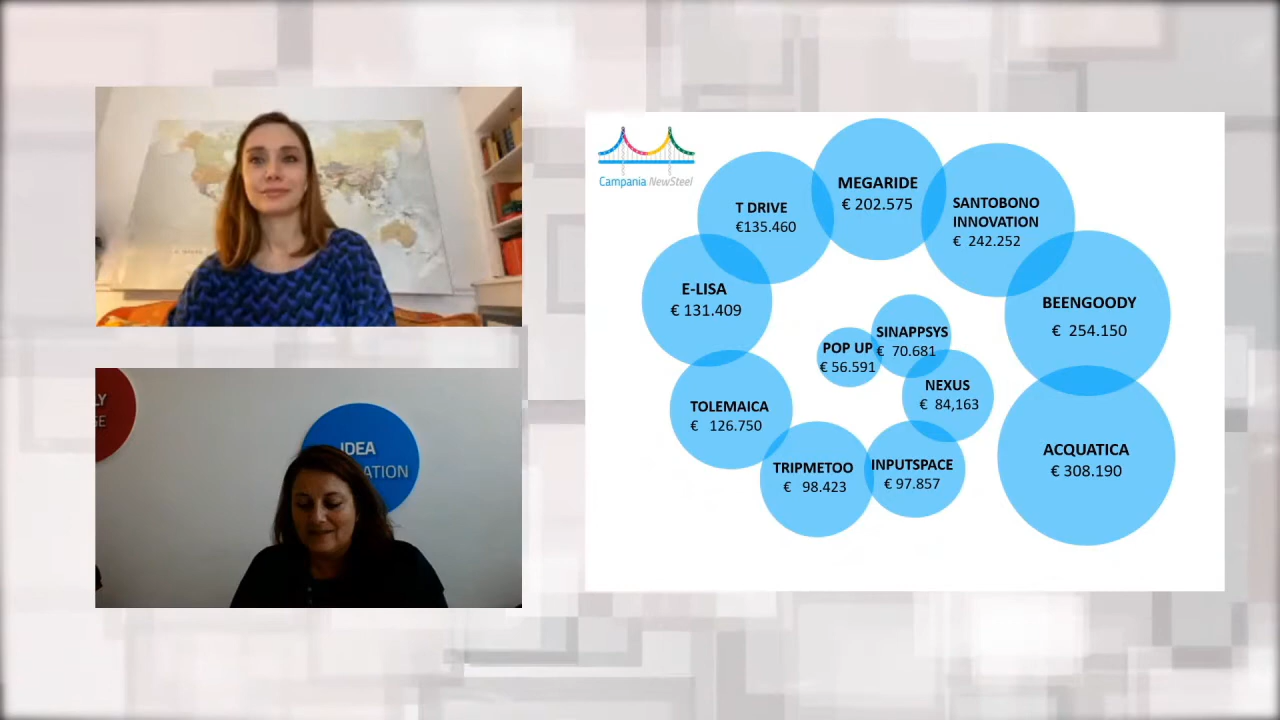 LY
SE
IDEA
ATION
Campania NewSteel
MEGARIDE
€ 202.575
T DRIVE
€135.460
SANTOBONO
INNOVATION
€ 242.252
E-LISA
€ 131.409
BEENGOODY
€ 254.150
SINAPPSYS
€ 70.681
POP UP
€ 56.591
NEXUS
€ 84,163
TOLEMAICA
€ 126.750
ACQUATICA
€ 308.190
TRIPMETOO
€ 98.423
INPUTSPACE
€ 97.857